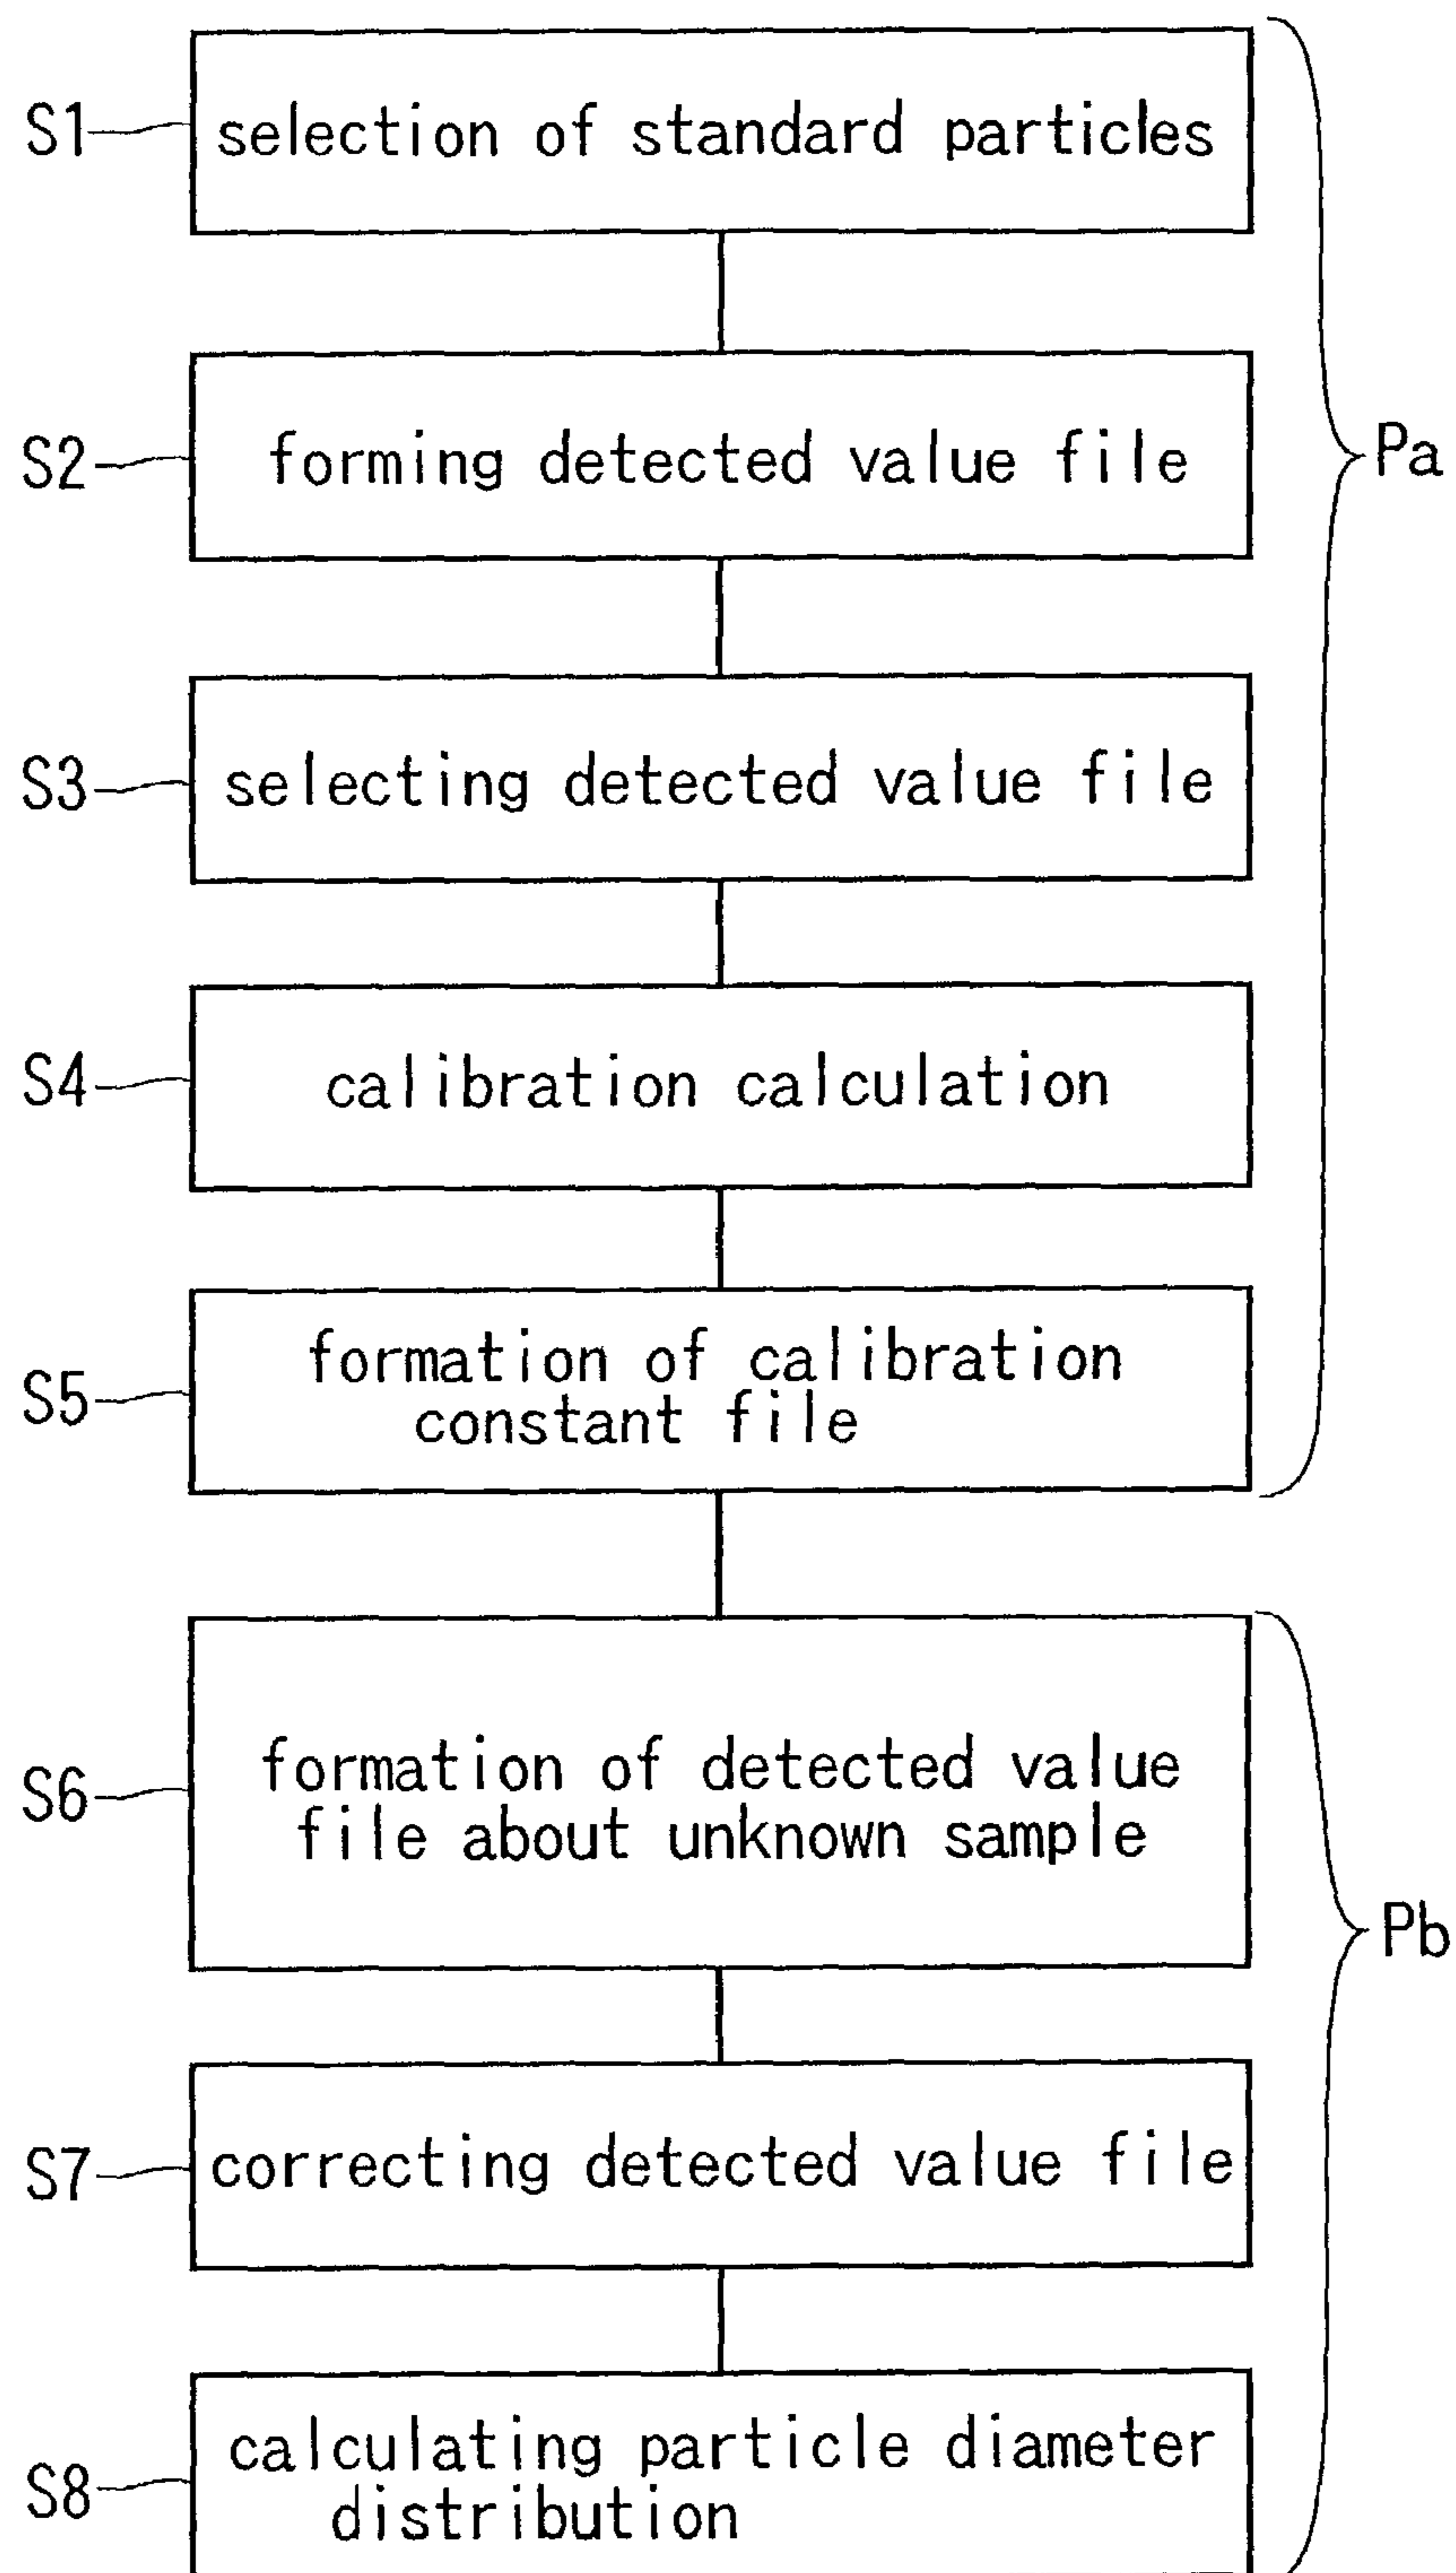 S1
selection of standard particles
S2
forming detected value file
Pa
S3
selecting detected value file
S4
calibration calculation
S5
formation of calibration
constant file
S6
formation of detected value
file about unknown sample
Pb
S7
correcting detected value file
S8
calculating particle diameter
distribution